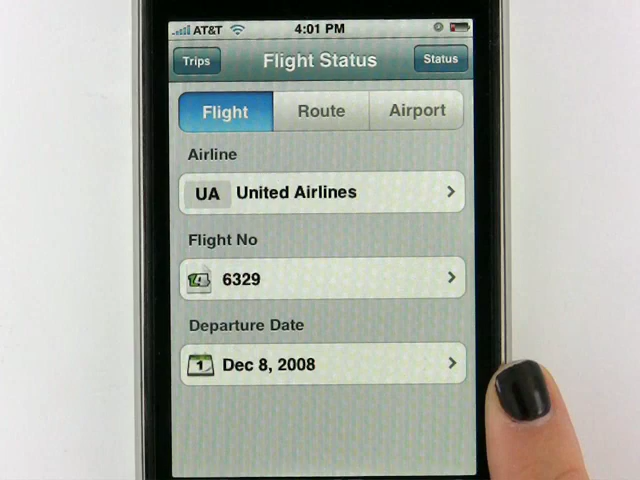 AT&T 4:01 PM
Trips Flight Status Status
Flight Route Airport
Airline
UA United Airlines
Flight No
6329
Departure Date
1 Dec 8, 2008